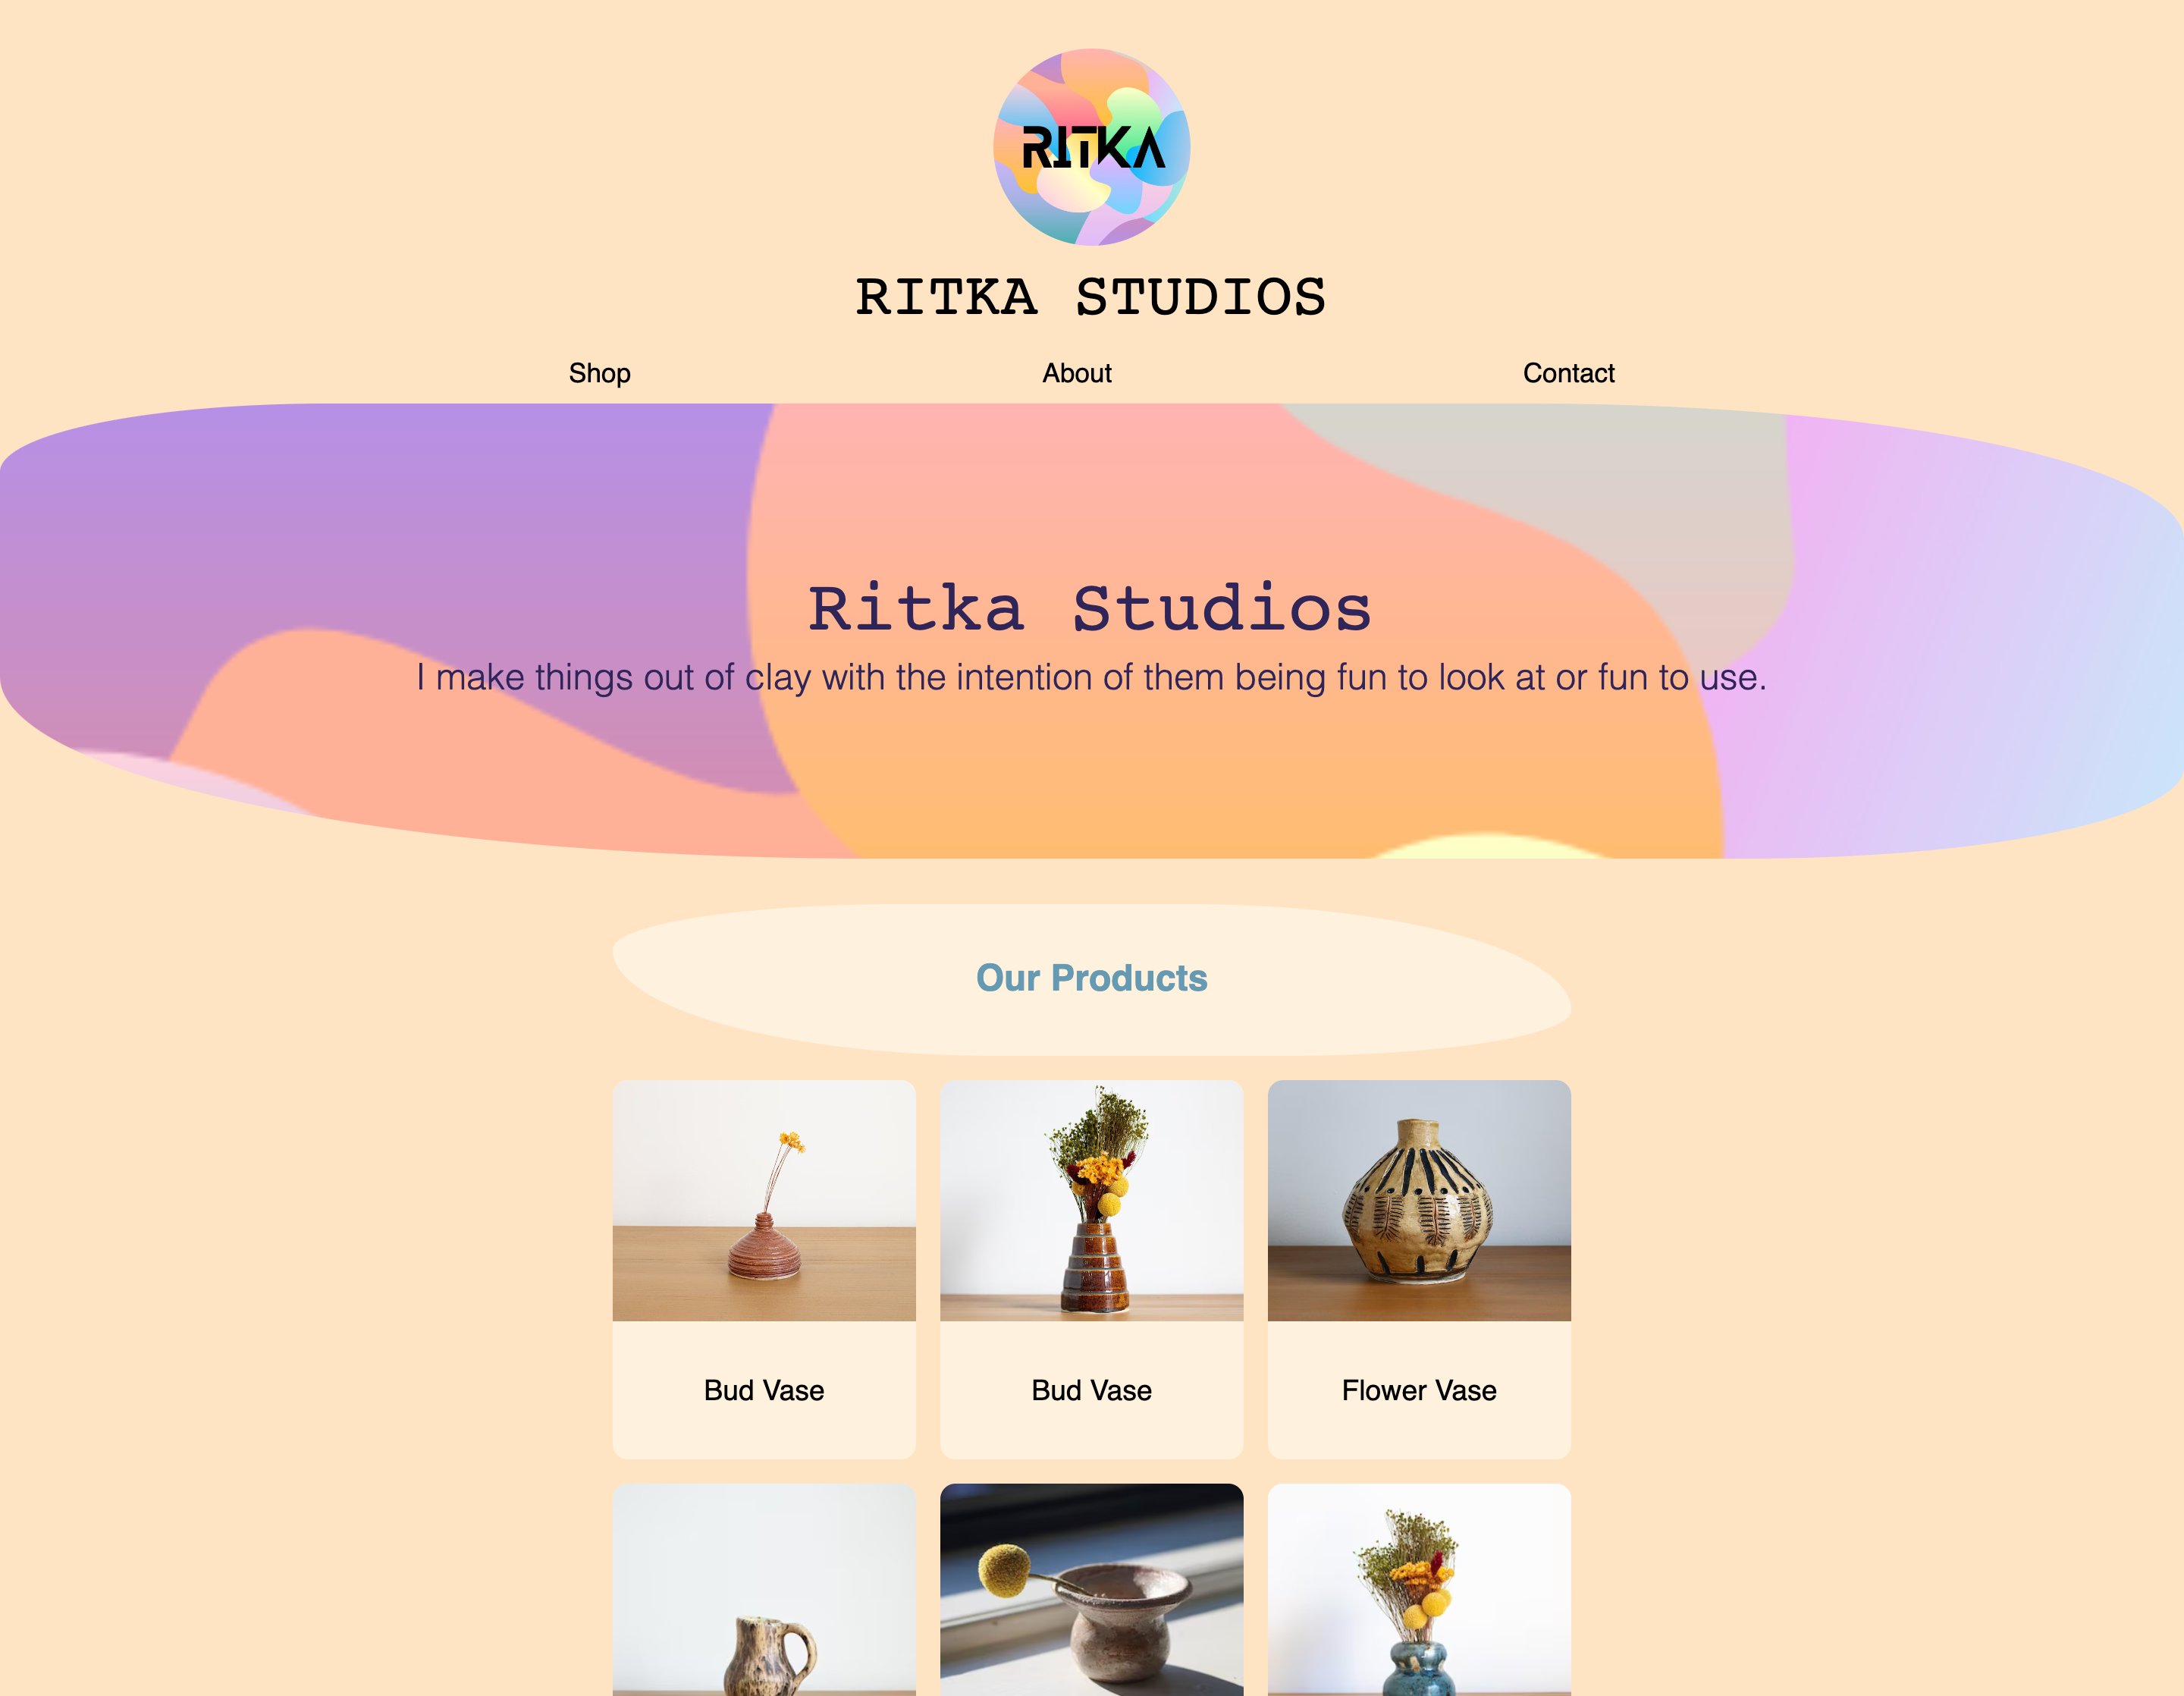 RITKA
RITKA STUDIOS
Shop About Contact
Ritka Studios
I make things out of clay with the intention of them being fun to look at or fun to use.
Our Products
Bud Vase Bud Vase Flower Vase